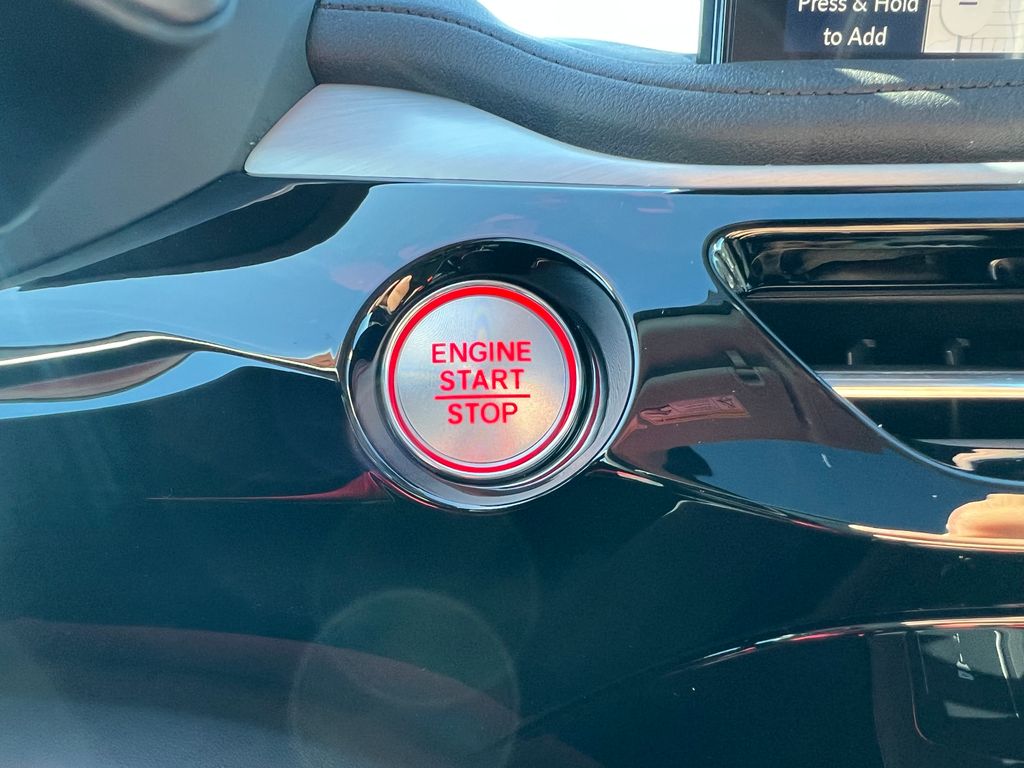 Press & Hold
to Add
ENGINE
START
STOP